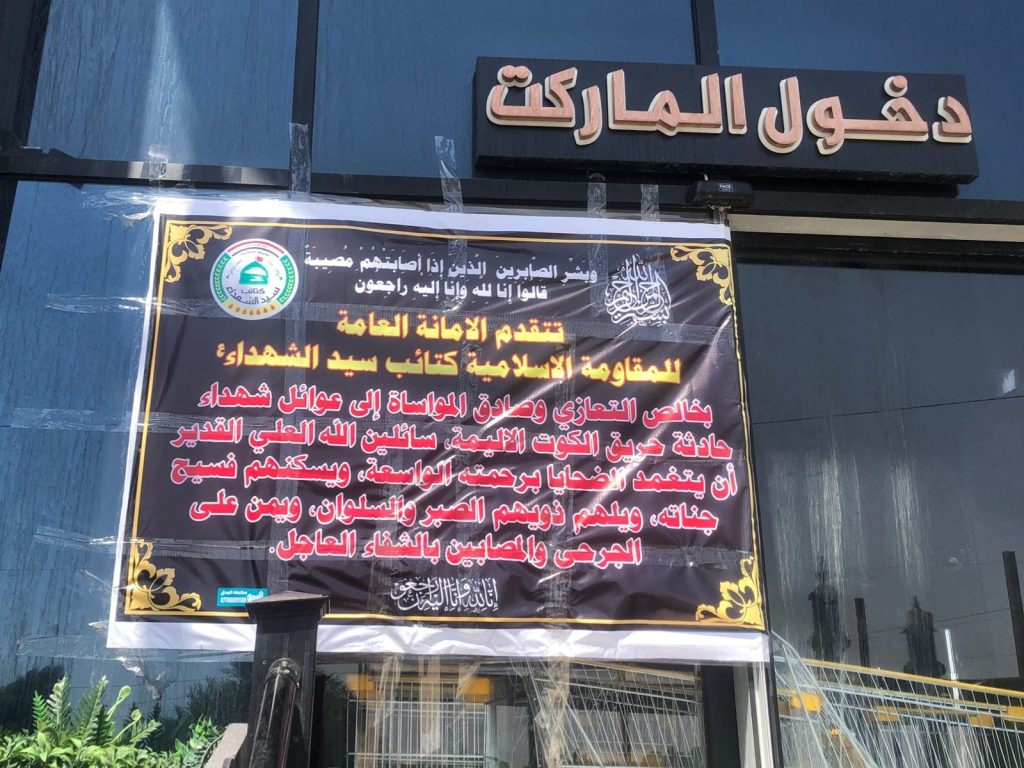 دخول الماركت
بسم الله الرحمن الرحيم
وبشر الصابرين الذين إذا أصابتهم مصيبة
قالوا إنا لله وإنا إليه راجعون
كتائب
سيد الشهداء
تتقدم الامانة العامة
للمقاومة الاسلامية كتائب سيد الشهداء ع
بخالص التعازي وصادق المواساة إلى عوائل شهداء
حادثة حريق الكوت الاليمة، سائلين الله العلي القدير
أن يتغمد الضحايا برحمته الواسعة، ويسكنهم فسيح
جناته، ويلهم ذويهم الصبر والسلوان، ويمن على
الجرحى والمصابين بالشفاء العاجل.
إنا لله وإنا إليه راجعون